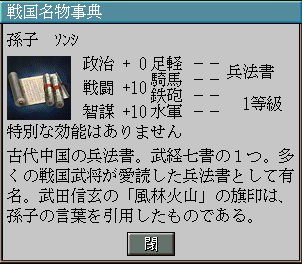 戦国名物事典
孫子 ソンシ
政治 + 0 足軽 － －
騎馬 － － 兵法書
戦闘 +10
鉄砲 － －
智謀 +10 水軍 － － 1等級
特別な効能はありません
古代中国の兵法書。武経七書の１つ。多
くの戦国武将が愛読した兵法書として有
名。武田信玄の「風林火山」の旗印は、
孫子の言葉を引用したものである。
閉